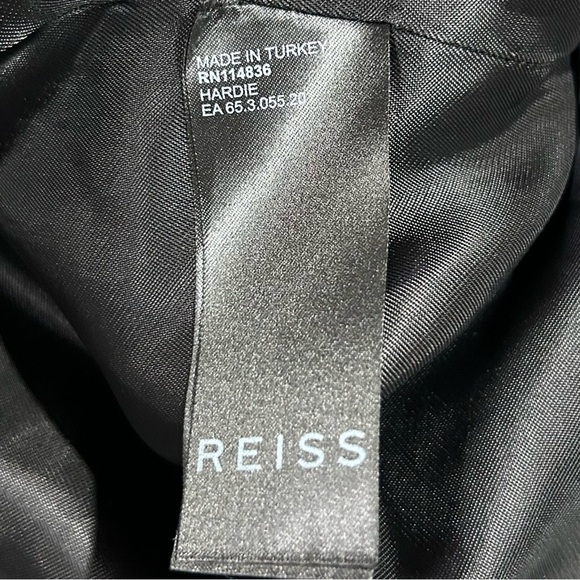 MADE IN TURKEY
RN114836
HARDIE
EA 65.3.055.20
REISS